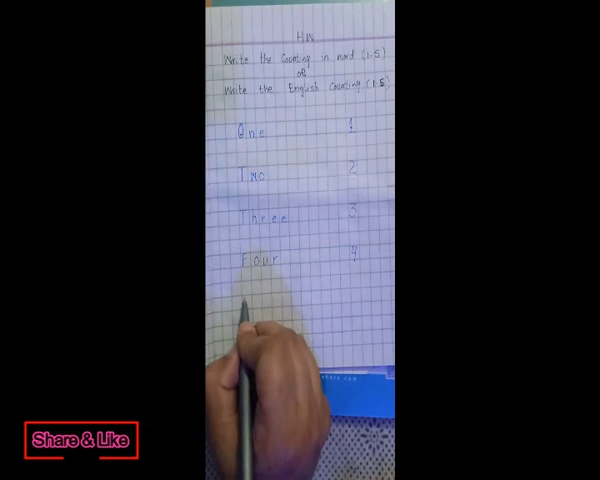 HW
Write the Counting in word (1-5)
OR
Write the English Counting (1-5)
One 1
Two 2
Three 3
Four 4
Share & Like